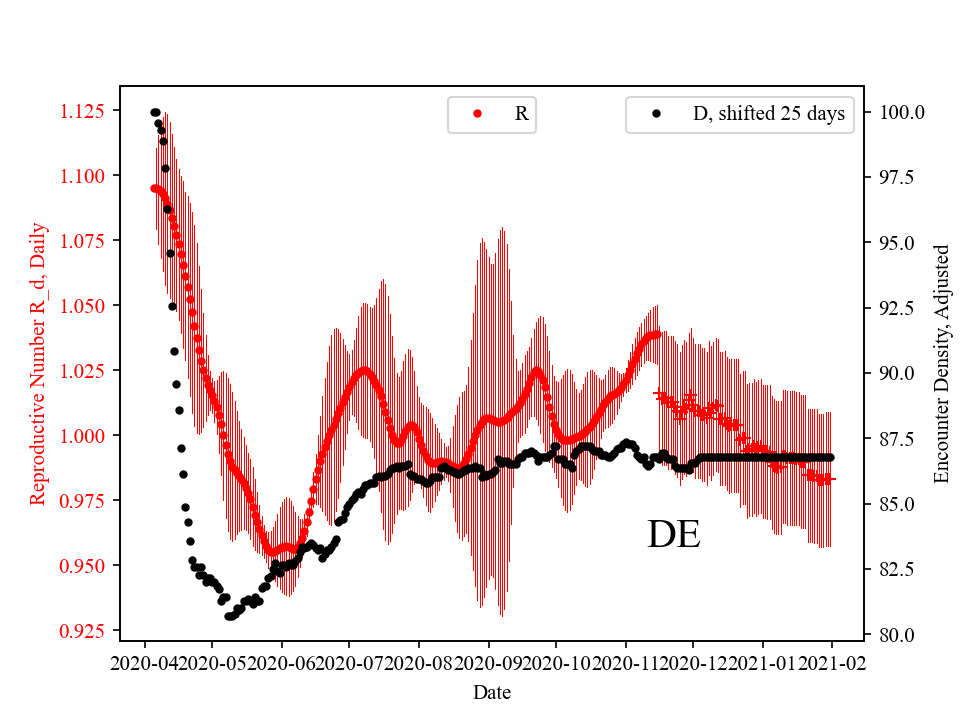 R
D, shifted 25 days
1.125
1.100
1.075
1.050
1.025
1.000
0.975
0.950
0.925
Reproductive Number R_d, Daily
100.0
97.5
95.0
92.5
90.0
87.5
85.0
82.5
80.0
Encounter Density, Adjusted
DE
2020-04 2020-05 2020-06 2020-07 2020-08 2020-09 2020-10 2020-11 2020-12 2021-01 2021-02
Date